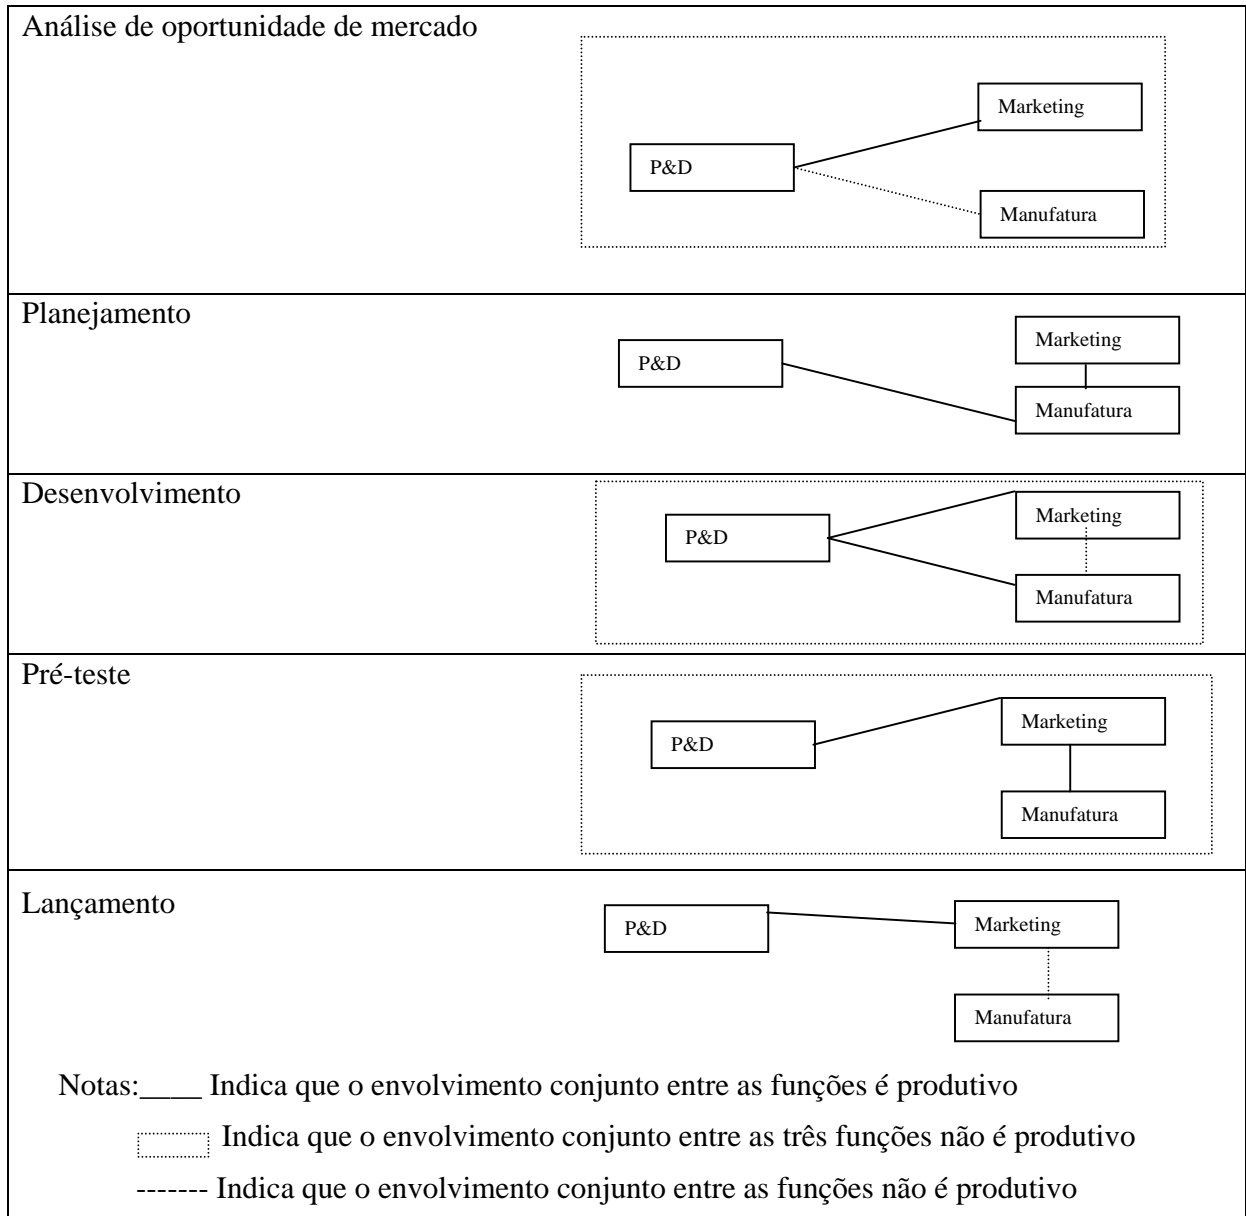 Análise de oportunidade de mercado
Marketing
P&D
Manufatura
Planejamento
Marketing
P&D
Manufatura
Desenvolvimento
Marketing
P&D
Manufatura
Pré-teste
Marketing
P&D
Manufatura
Lançamento
P&D
Marketing
Manufatura
Notas:____ Indica que o envolvimento conjunto entre as funções é produtivo
Indica que o envolvimento conjunto entre as três funções não é produtivo
------- Indica que o envolvimento conjunto entre as funções não é produtivo